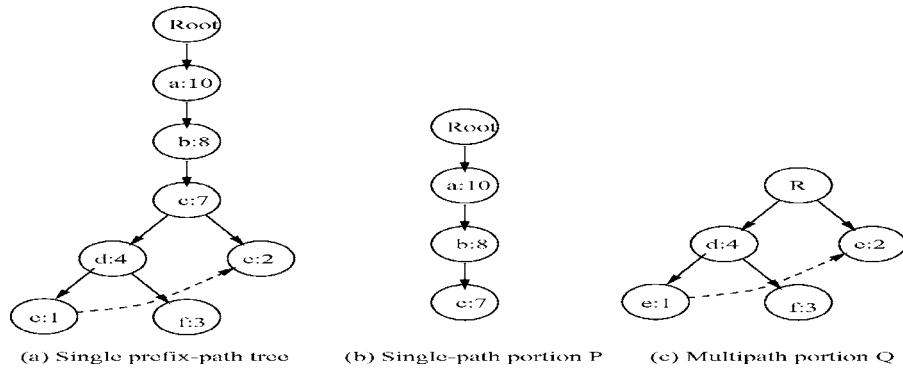 Root
a:10
b:8
c:7
d:4
e:2
e:1
f:3
(a) Single prefix-path tree
Root
a:10
b:8
c:7
(b) Single-path portion P
R
d:4
e:2
e:1
f:3
(c) Multipath portion Q